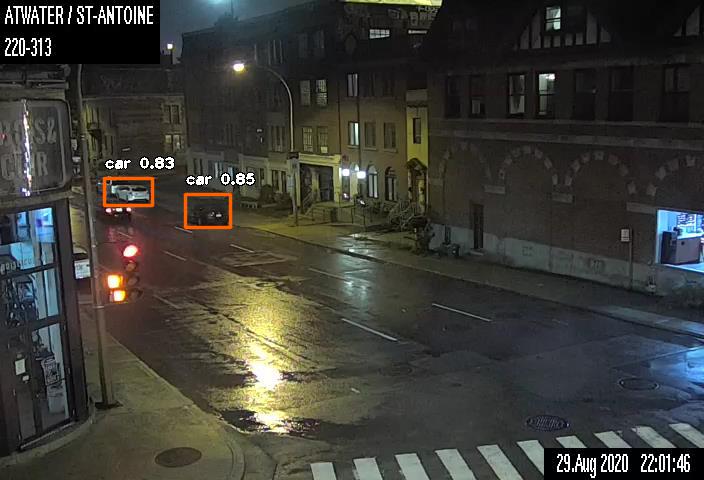 ATWATER / ST-ANTOINE
220-313
car 0.83
car 0.85
29.Aug 2020 22:01:46